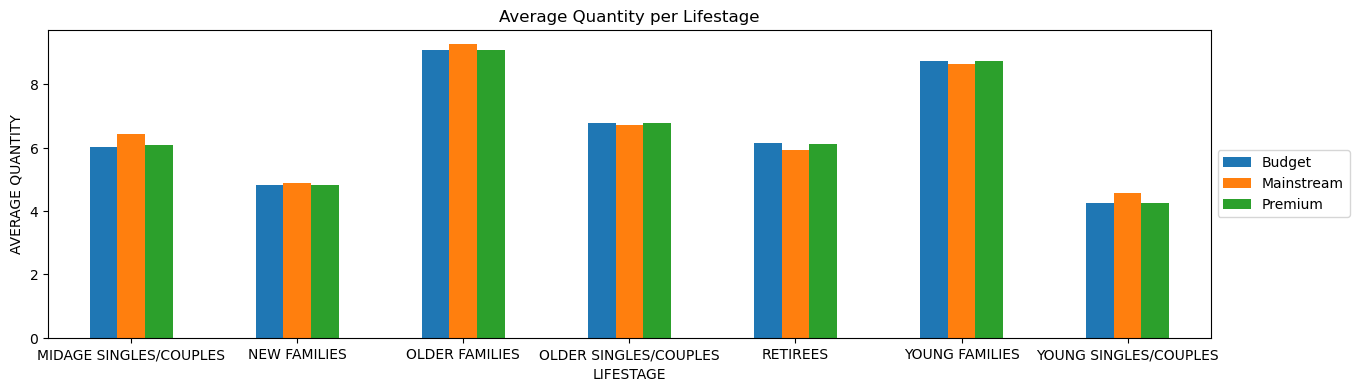 Average Quantity per Lifestage
AVERAGE QUANTITY
8
6
4
2
0
MIDAGE SINGLES/COUPLES NEW FAMILIES OLDER FAMILIES OLDER SINGLES/COUPLES RETIREES YOUNG FAMILIES YOUNG SINGLES/COUPLES
LIFESTAGE
Budget
Mainstream
Premium